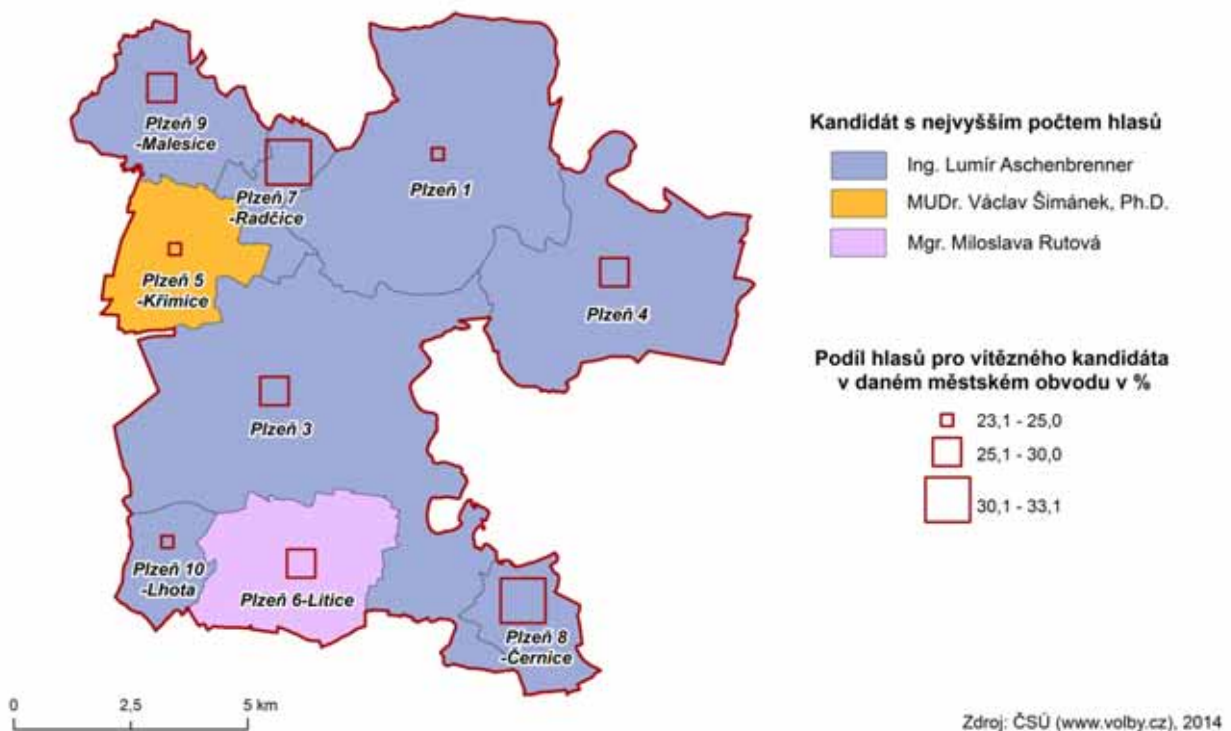 Plzeň 9
-Malesice
Plzeň 7
-Radčice
Plzeň 1
Plzeň 5
-Křimice
Plzeň 4
Plzeň 3
Plzeň 10
-Lhota
Plzeň 6-Litice
Plzeň 8
-Černice
Kandidát s nejvyšším počtem hlasů
Ing. Lumír Aschenbrenner
MUDr. Václav Šimánek, Ph.D.
Mgr. Miloslava Rutová
Podíl hlasů pro vítězného kandidáta
v daném městském obvodu v %
23,1 - 25,0
25,1 - 30,0
30,1 - 33,1
0 2,5 5 km
Zdroj: ČSÚ (www.volby.cz), 2014